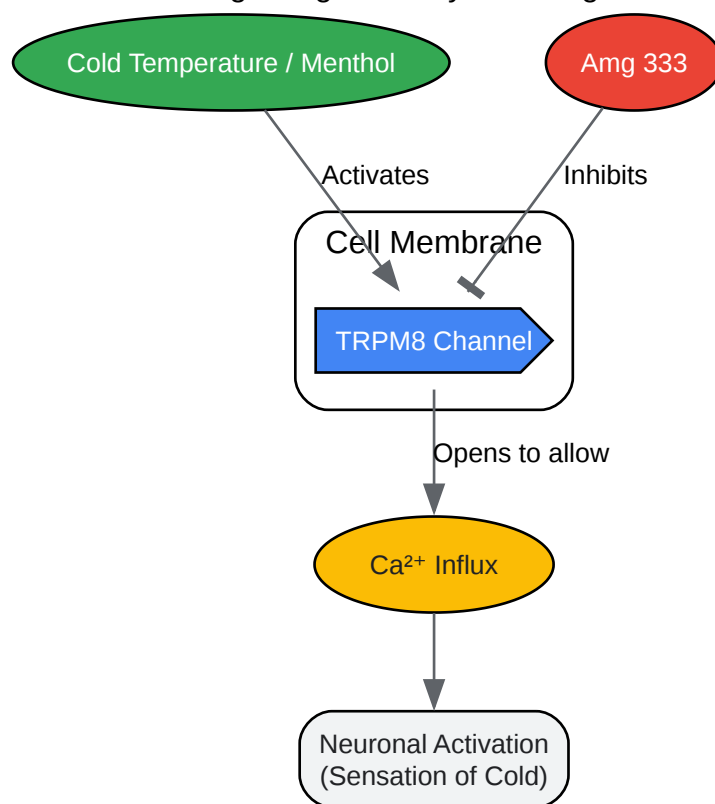 Cold Temperature / Menthol
Amg 333
Activates
Inhibits
Cell Membrane
TRPM8 Channel
Opens to allow
Ca²⁺ Influx
Neuronal Activation
(Sensation of Cold)